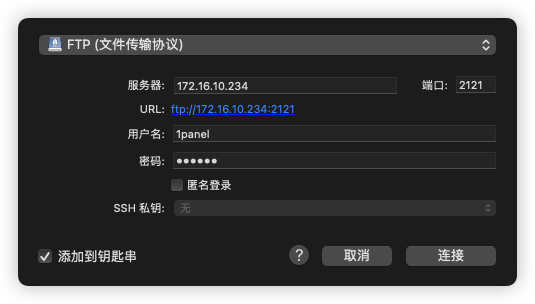 FTP (文件传输协议)
服务器: 172.16.10.234 端口: 2121
URL: ftp://172.16.10.234:2121
用户名: 1panel
密码: ●●●●●●
匿名登录
SSH 私钥: 无
添加到钥匙串 ? 取消 连接